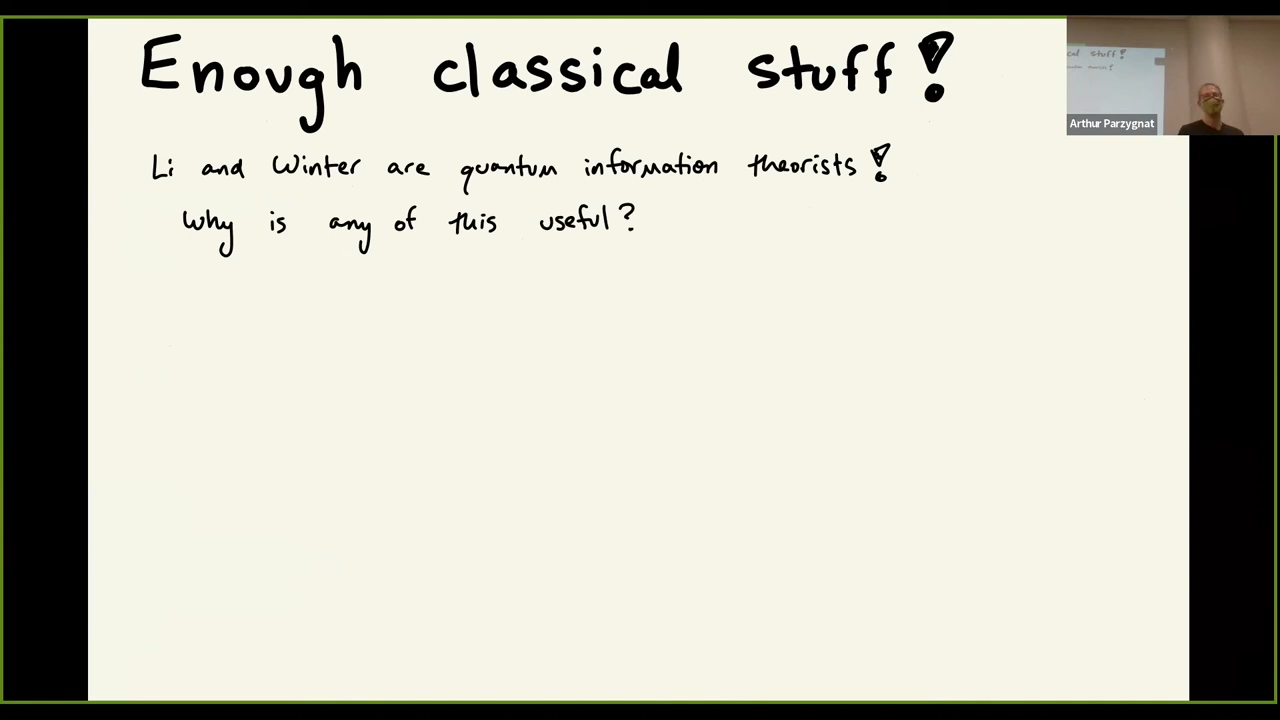 Enough classical stuff!
Li and Winter are quantum information theorists!
Why is any of this useful?
Arthur Parzygnat